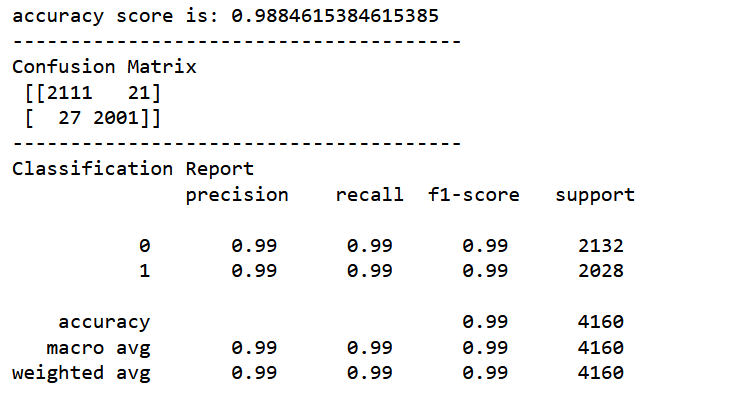 accuracy score is: 0.9884615384615385
---------------------------------------
Confusion Matrix
 [[2111   21]
 [  27 2001]]
---------------------------------------
Classification Report
               precision    recall  f1-score   support

           0       0.99      0.99      0.99      2132
           1       0.99      0.99      0.99      2028

    accuracy                           0.99      4160
   macro avg       0.99      0.99      0.99      4160
weighted avg       0.99      0.99      0.99      4160